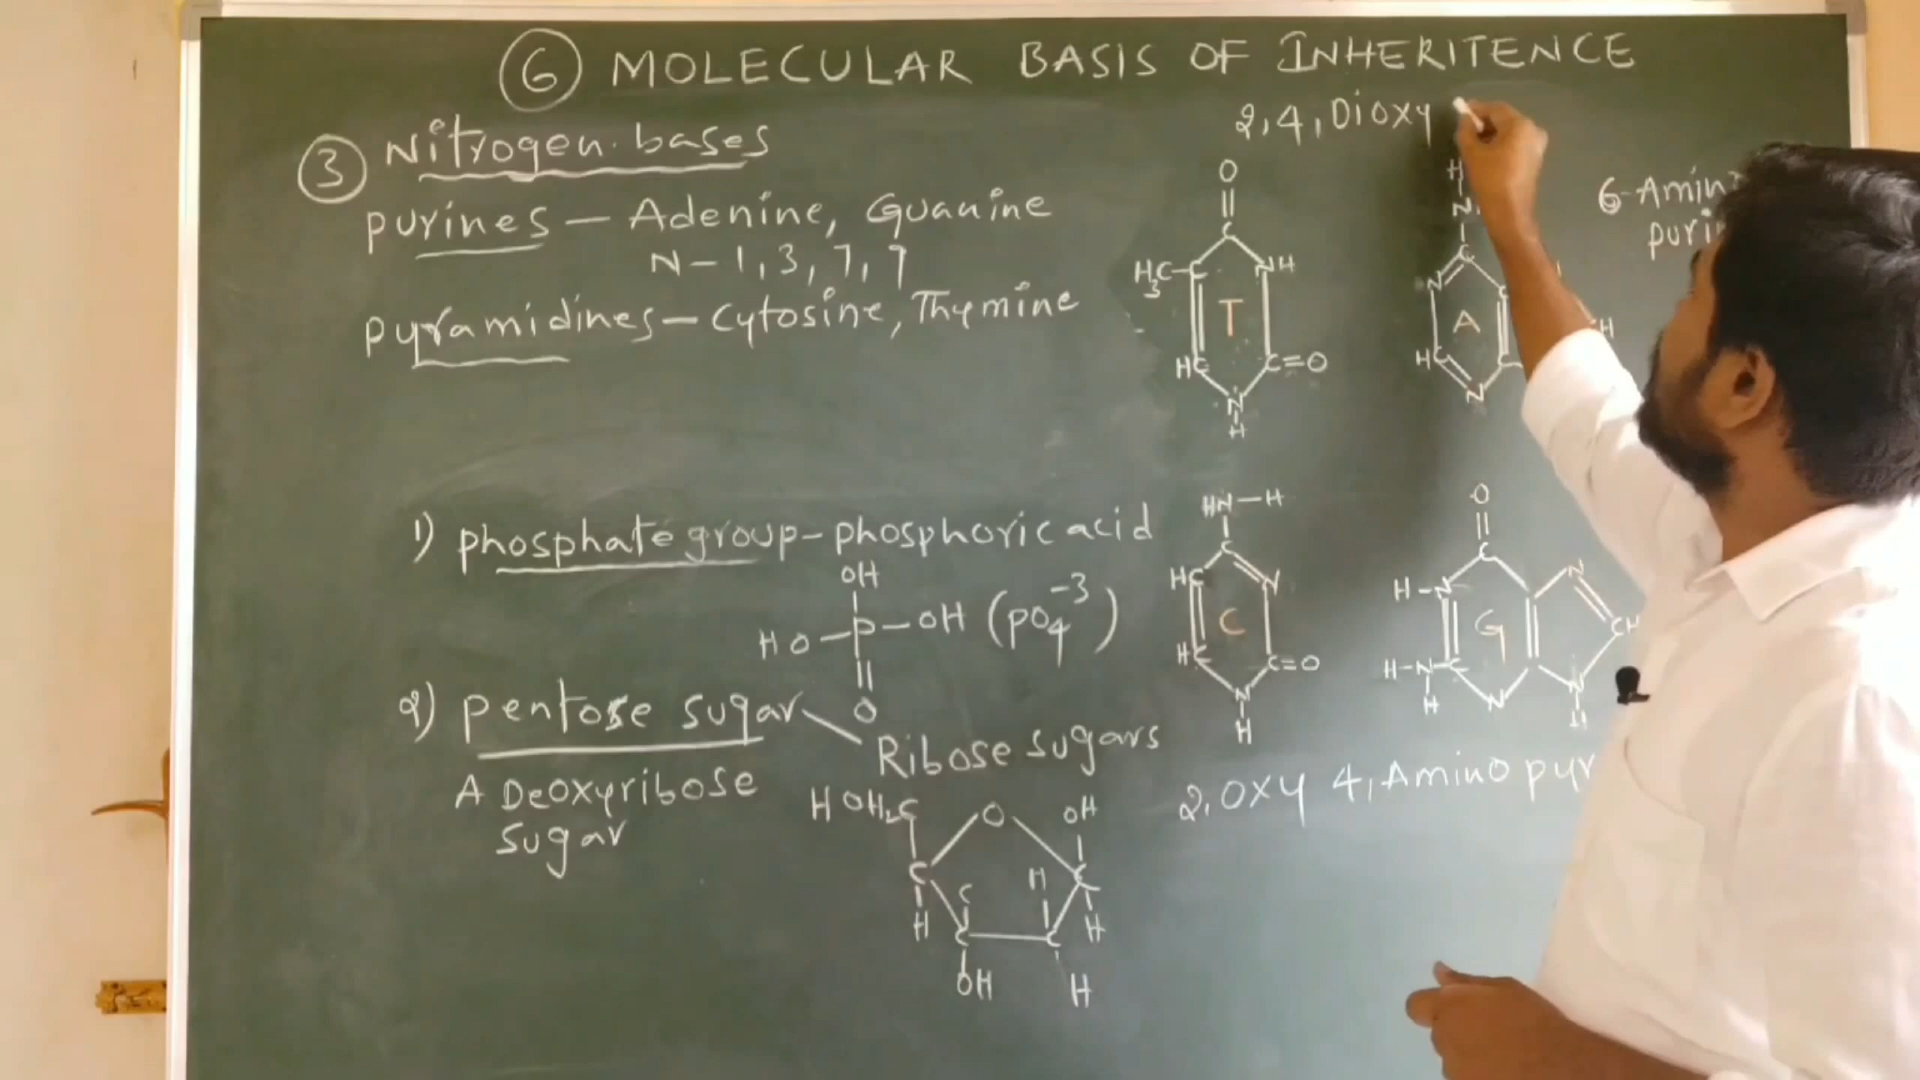 6 MOLECULAR BASIS OF INHERITENCE
3 Nitrogen bases
purines – Adenine, Guanine
N – 1, 3, 7, 9
pyramidines – Cytosine, Thymine
1) phosphate group – phosphoric acid
OH
HO – P – OH (PO4-3)
O
2) pentose sugar
Ribose sugars
A Deoxyribose
sugar
HOH2C O OH
C H C
C
H C C H
OH H
2,4, Dioxy
O
C
H3C – C NH
T
HC C=O
N
H
H
N
C
N
A
HC C
N
H
6-Amino
HN – H
C
HC N
C
HC C=O
N
H
O
C
H – N N
G CH
H – N – C
H N N
H
2, oxy 4, Amino pyr